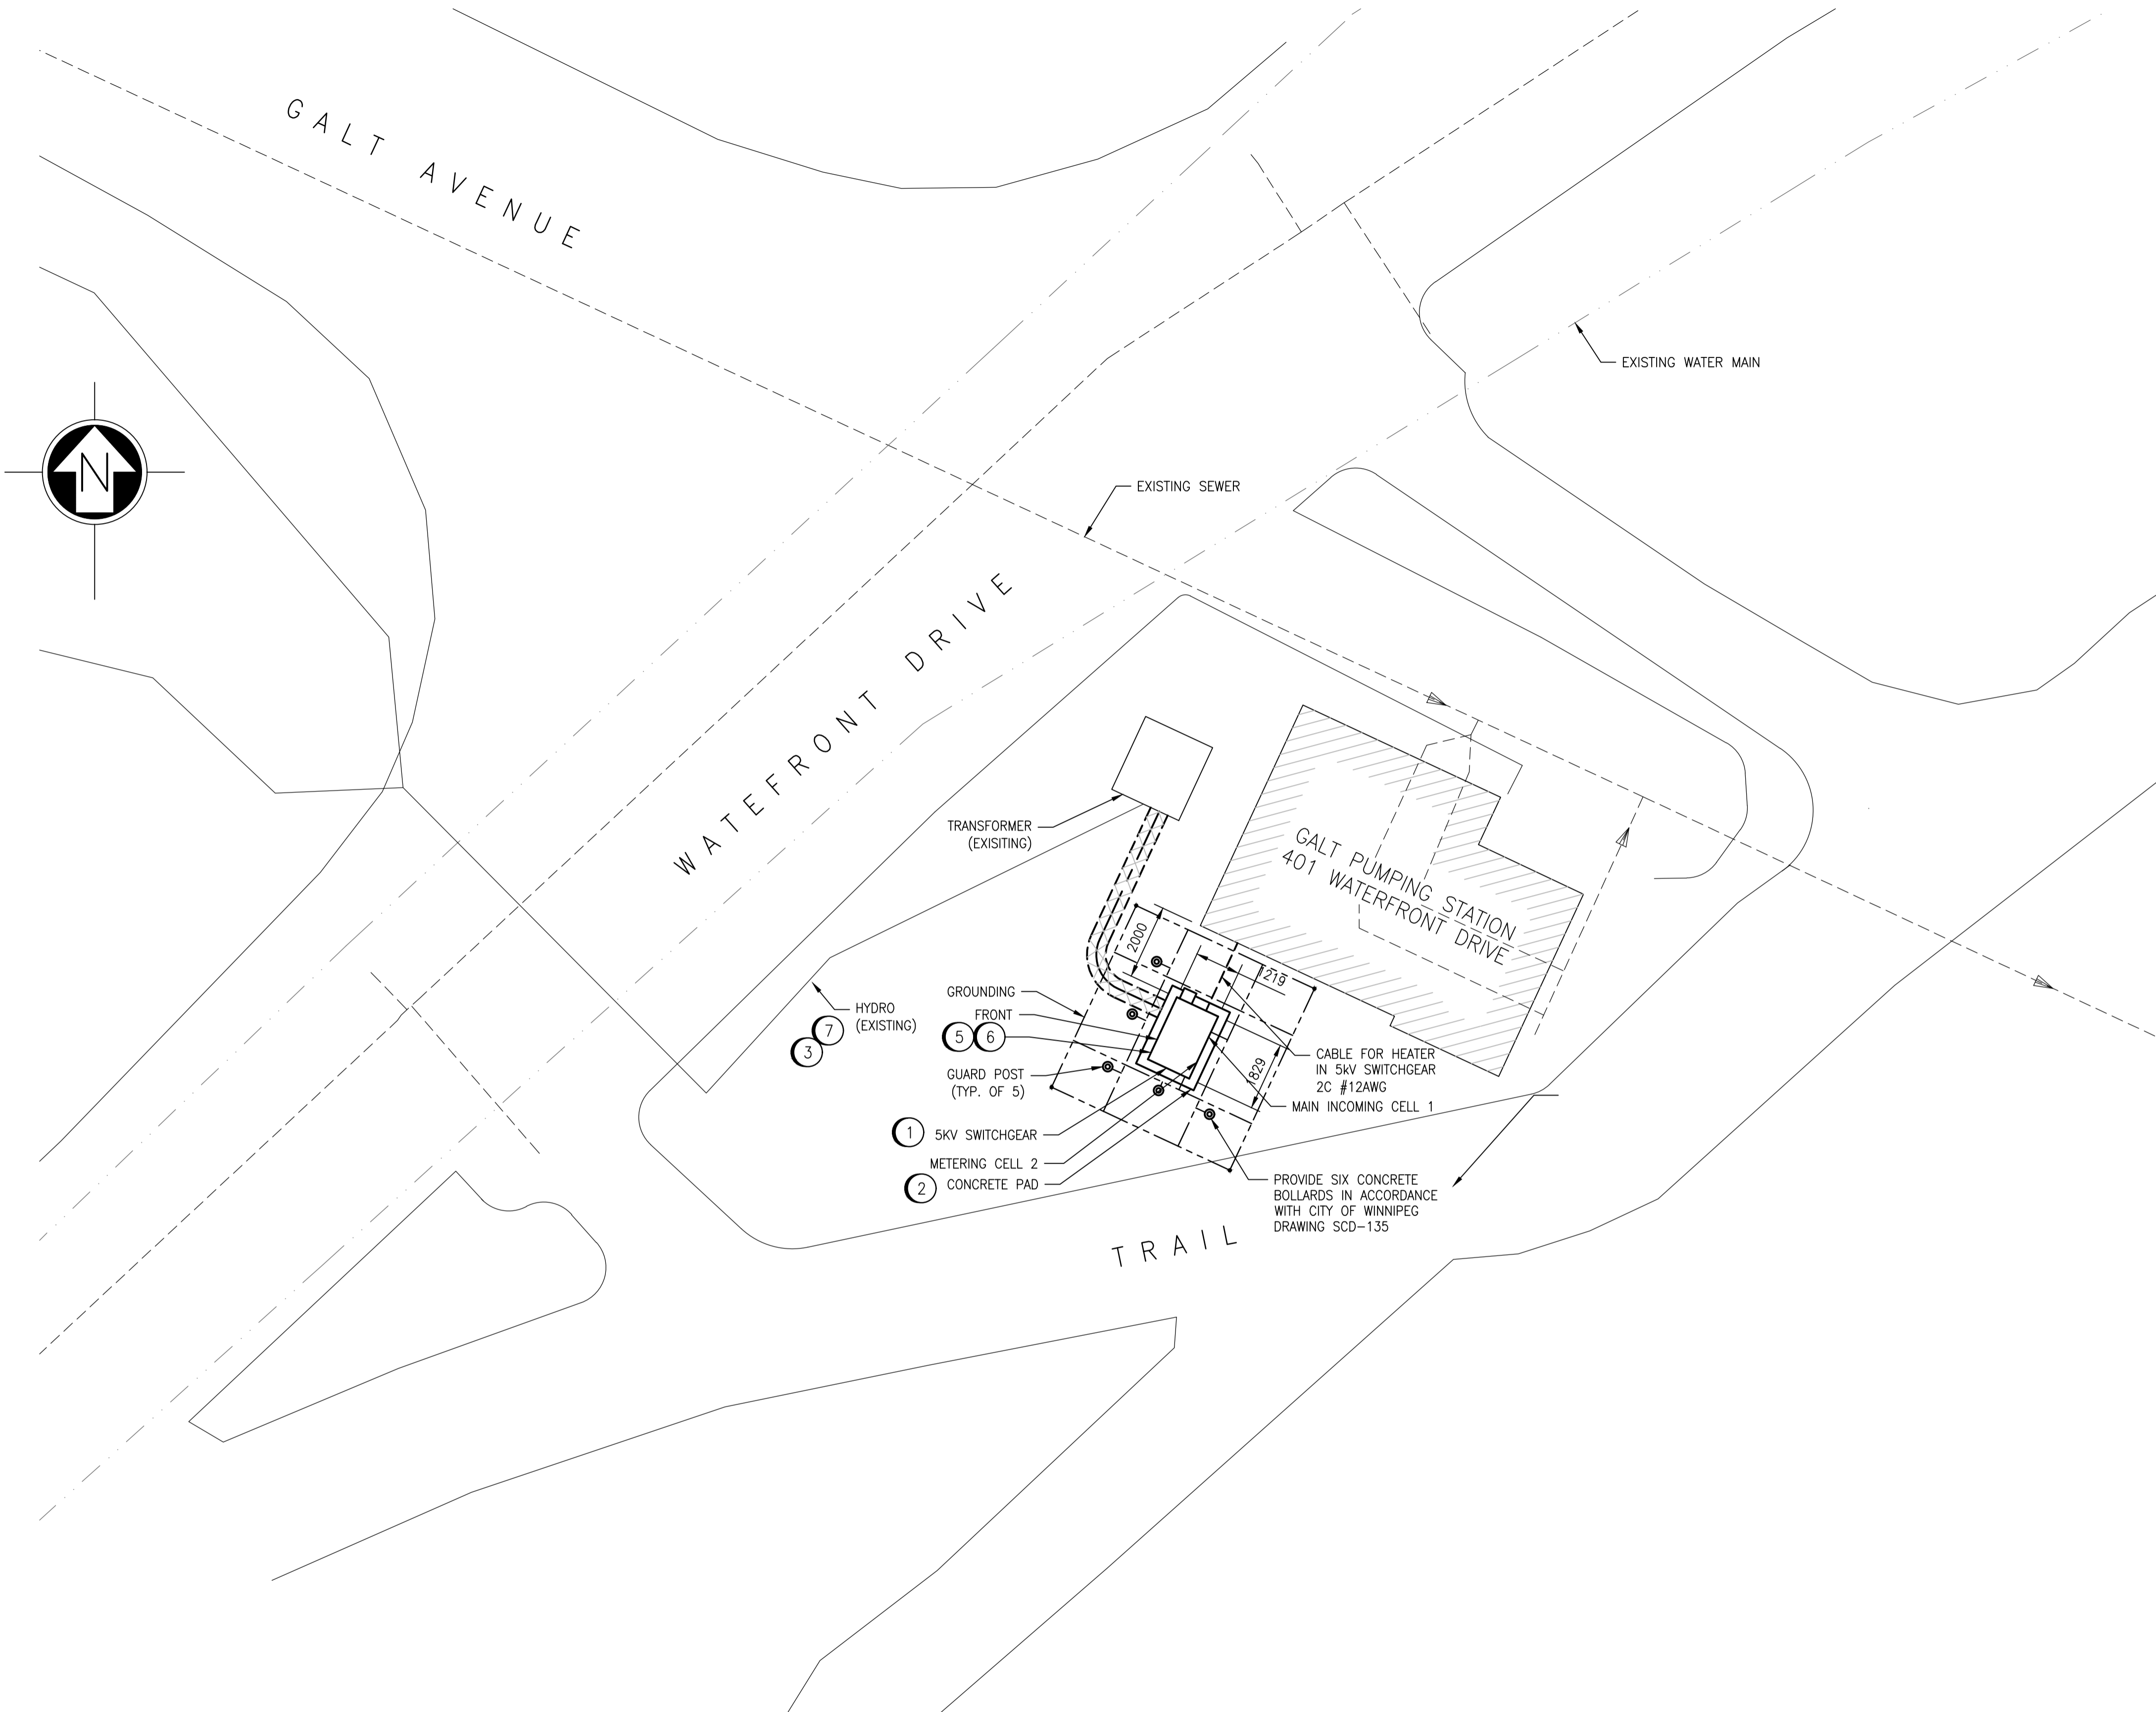 GALT AVENUE
EXISTING WATER MAIN
N
EXISTING SEWER
WATEFRONT DRIVE
TRANSFORMER
(EXISITING)
GALT PUMPING STATION
401 WATERFRONT DRIVE
2000
1219
GROUNDING
FRONT
HYDRO
(EXISTING)
7
3
5
6
CABLE FOR HEATER
IN 5kV SWITCHGEAR
2C #12AWG
1829
GUARD POST
(TYP. OF 5)
MAIN INCOMING CELL 1
1
5KV SWITCHGEAR
METERING CELL 2
2
CONCRETE PAD
PROVIDE SIX CONCRETE
BOLLARDS IN ACCORDANCE
WITH CITY OF WINNIPEG
DRAWING SCD-135
TRAIL